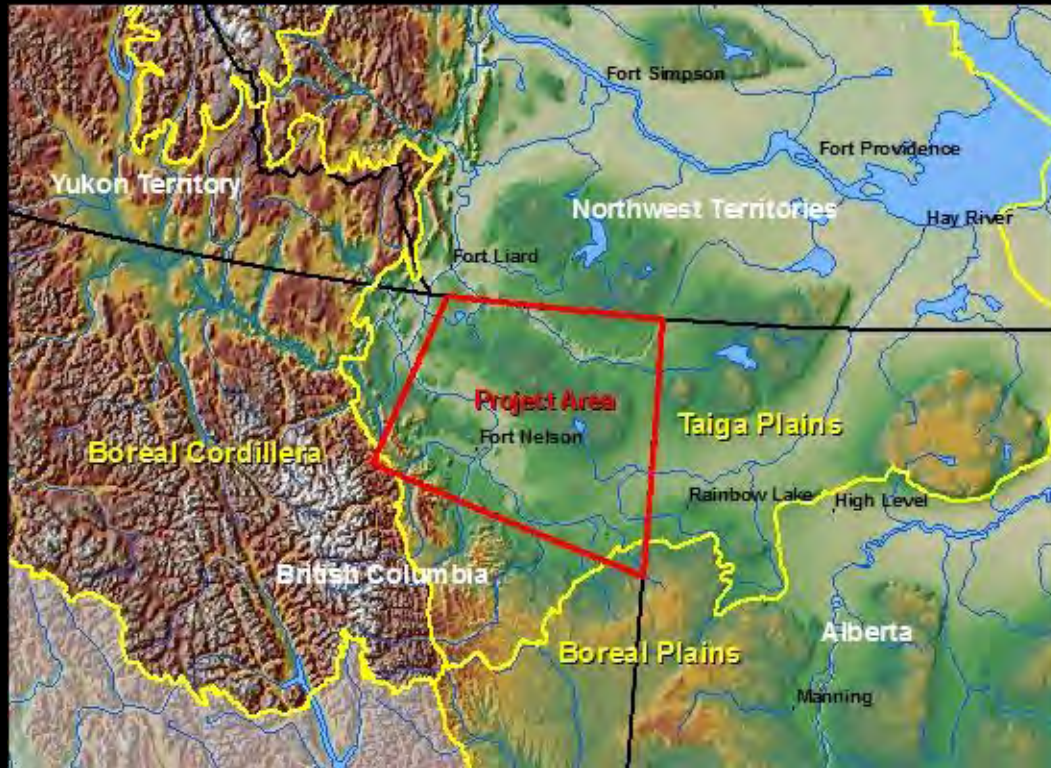 Fort Simpson
Fort Providence
Yukon Territory
Northwest Territories
Hay River
Fort Liard
Project Area
Taiga Plains
Fort Nelson
Boreal Cordillera
Rainbow Lake
High Level
British Columbia
Alberta
Boreal Plains
Manning